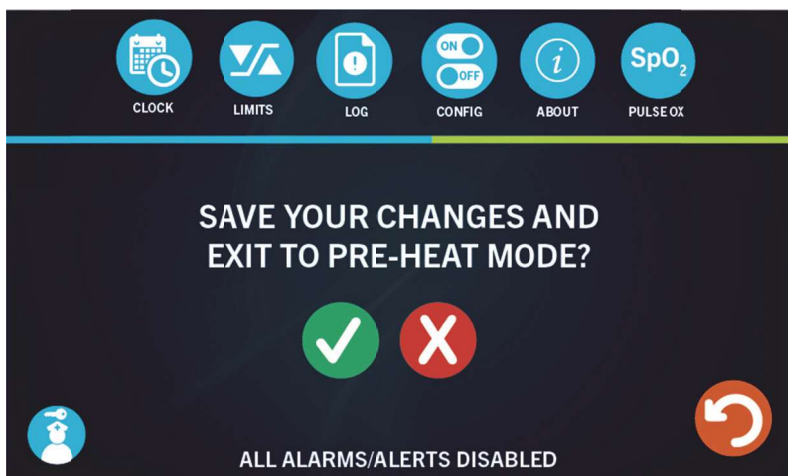 ON
OFF
SpO₂
CLOCK
LIMITS
LOG
CONFIG
ABOUT
PULSE OX
SAVE YOUR CHANGES AND
EXIT TO PRE-HEAT MODE?
ALL ALARMS/ALERTS DISABLED